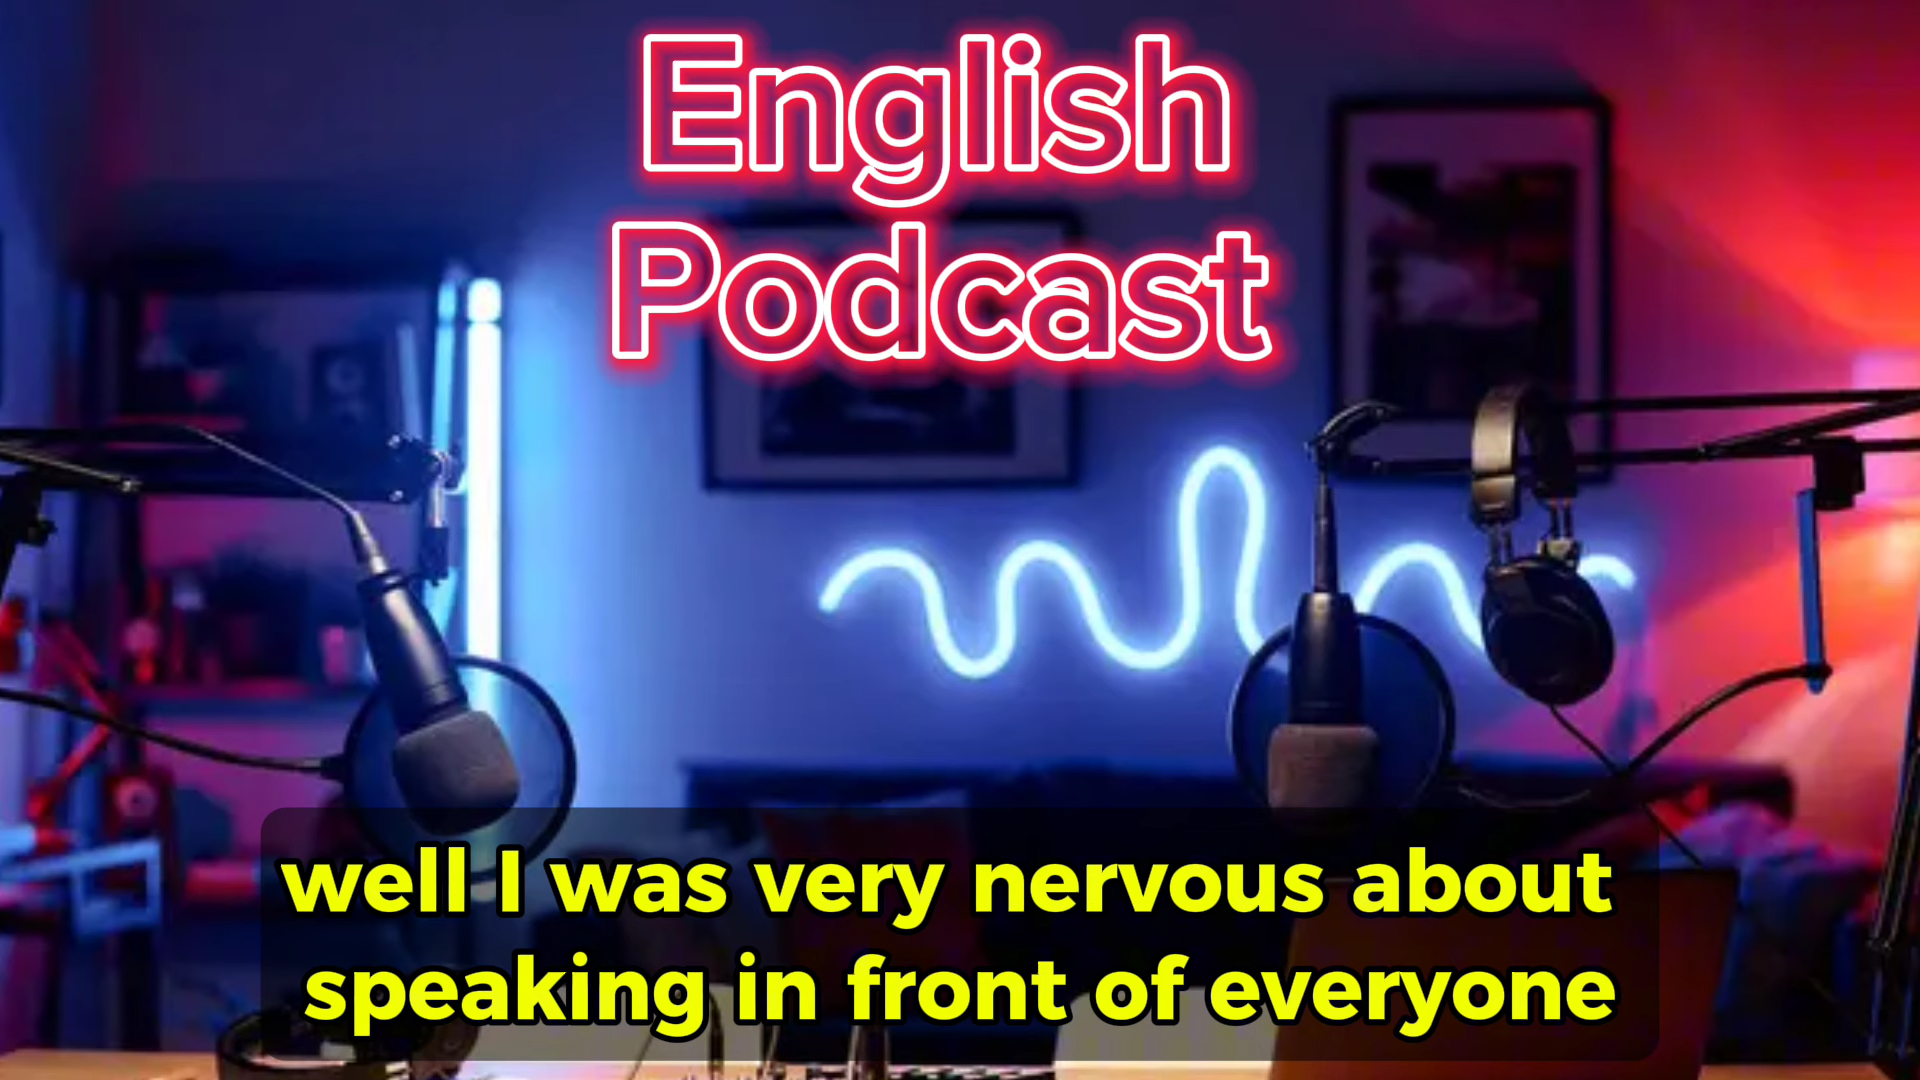 English
Podcast
well I was very nervous about
speaking in front of everyone